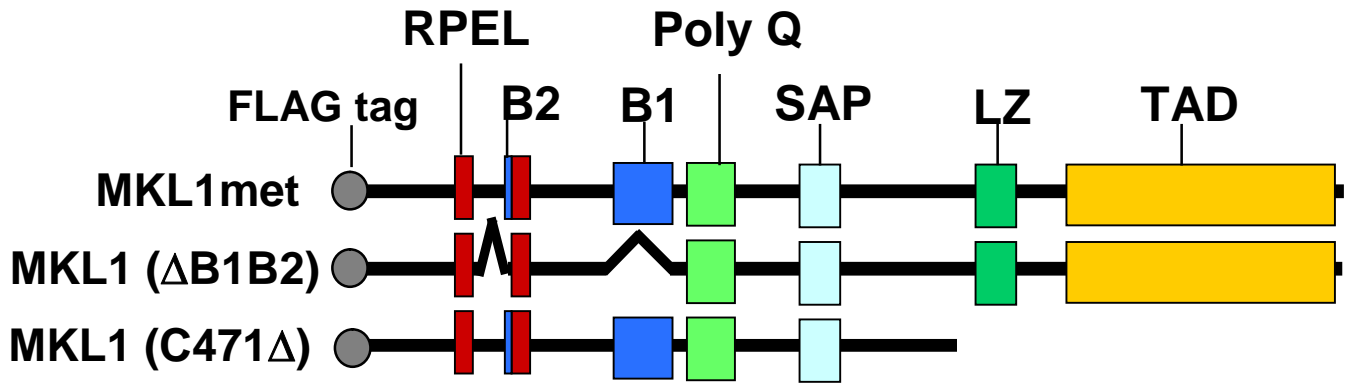 RPEL Poly Q
FLAG tag B2 B1 SAP LZ TAD
MKL1met
MKL1 (ΔB1B2)
MKL1 (C471Δ)